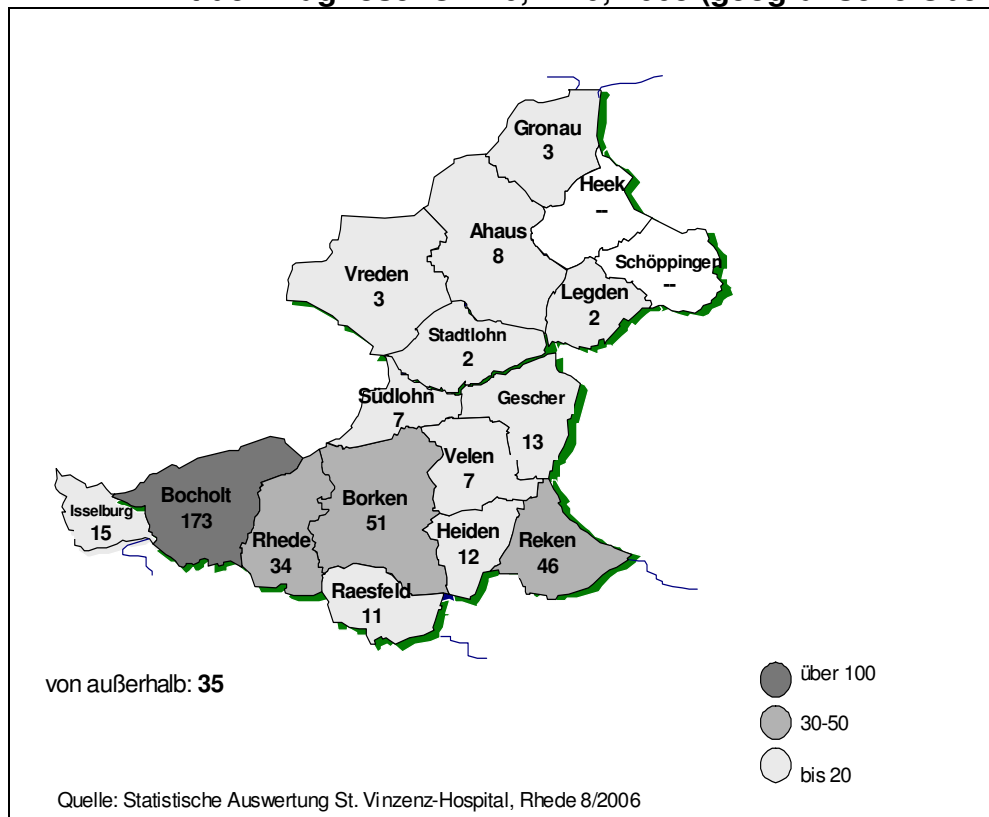 Gronau
3
Heek
--
Ahaus
8
Schöppingen
--
Vreden
3
Legden
2
Stadtlohn
2
Südlohn
7
Gescher
13
Velen
7
Bocholt
173
Isselburg
15
Borken
51
Rhede
34
Heiden
12
Reken
46
Raesfeld
11
von außerhalb: 35
über 100
30-50
bis 20
Quelle: Statistische Auswertung St. Vinzenz-Hospital, Rhede 8/2006